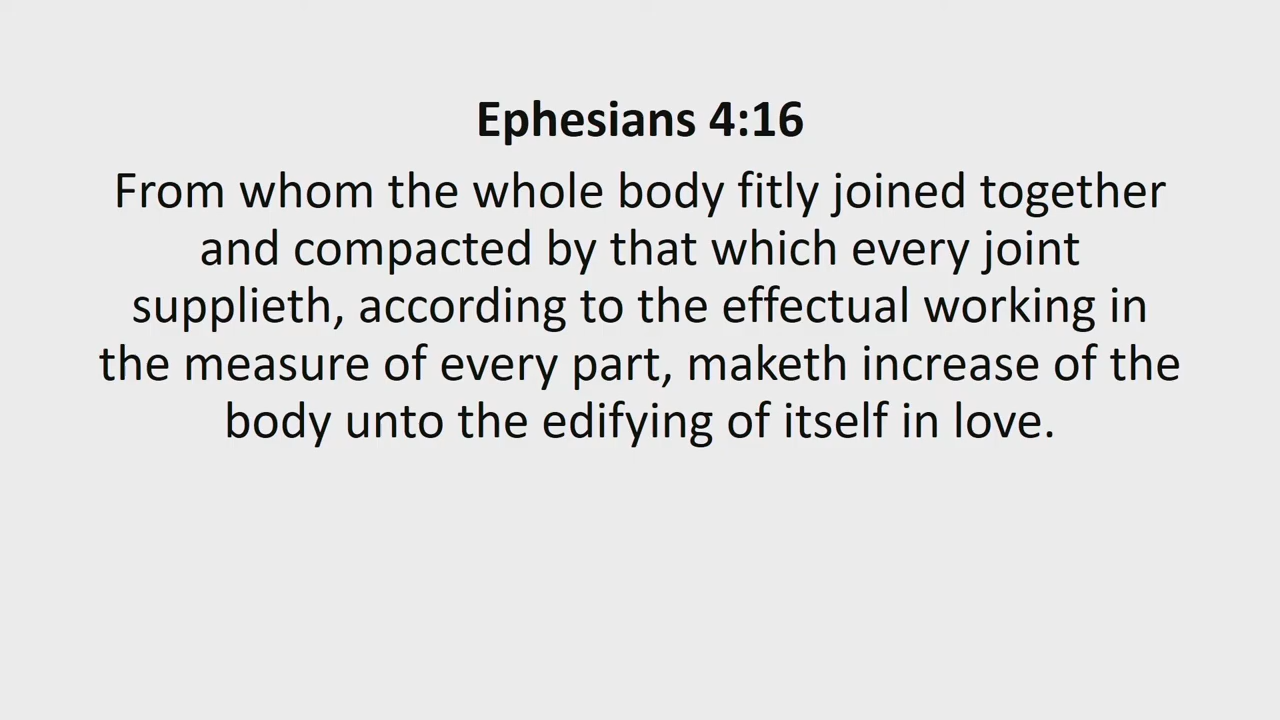 Ephesians 4:16
From whom the whole body fitly joined together
and compacted by that which every joint
supplieth, according to the effectual working in
the measure of every part, maketh increase of the
body unto the edifying of itself in love.